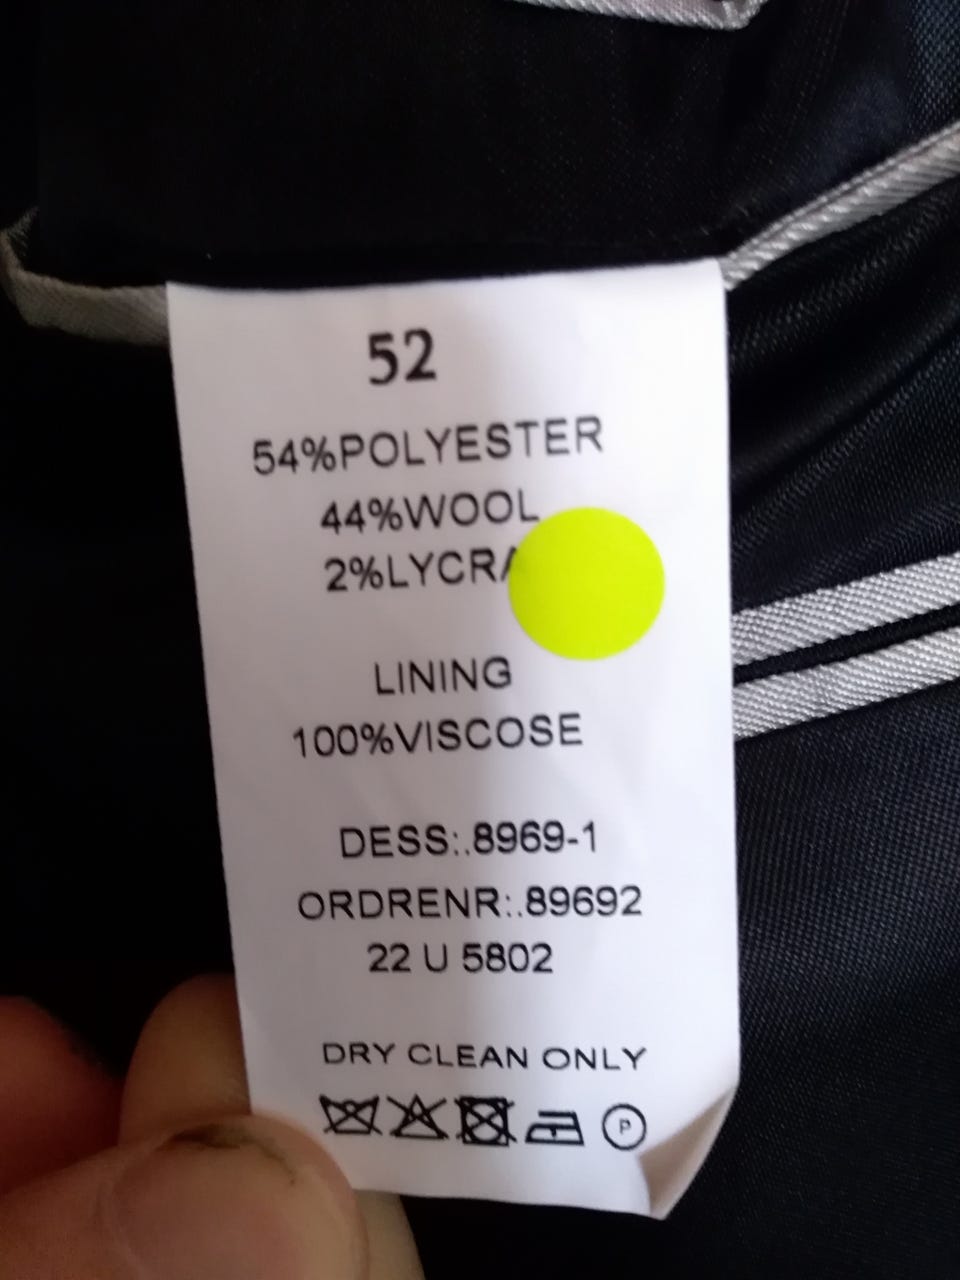 52
54%POLYESTER
44%WOOL
2%LYCRA
LINING
100%VISCOSE
DESS:.8969-1
ORDRENR:.89692
22 U 5802
DRY CLEAN ONLY
P